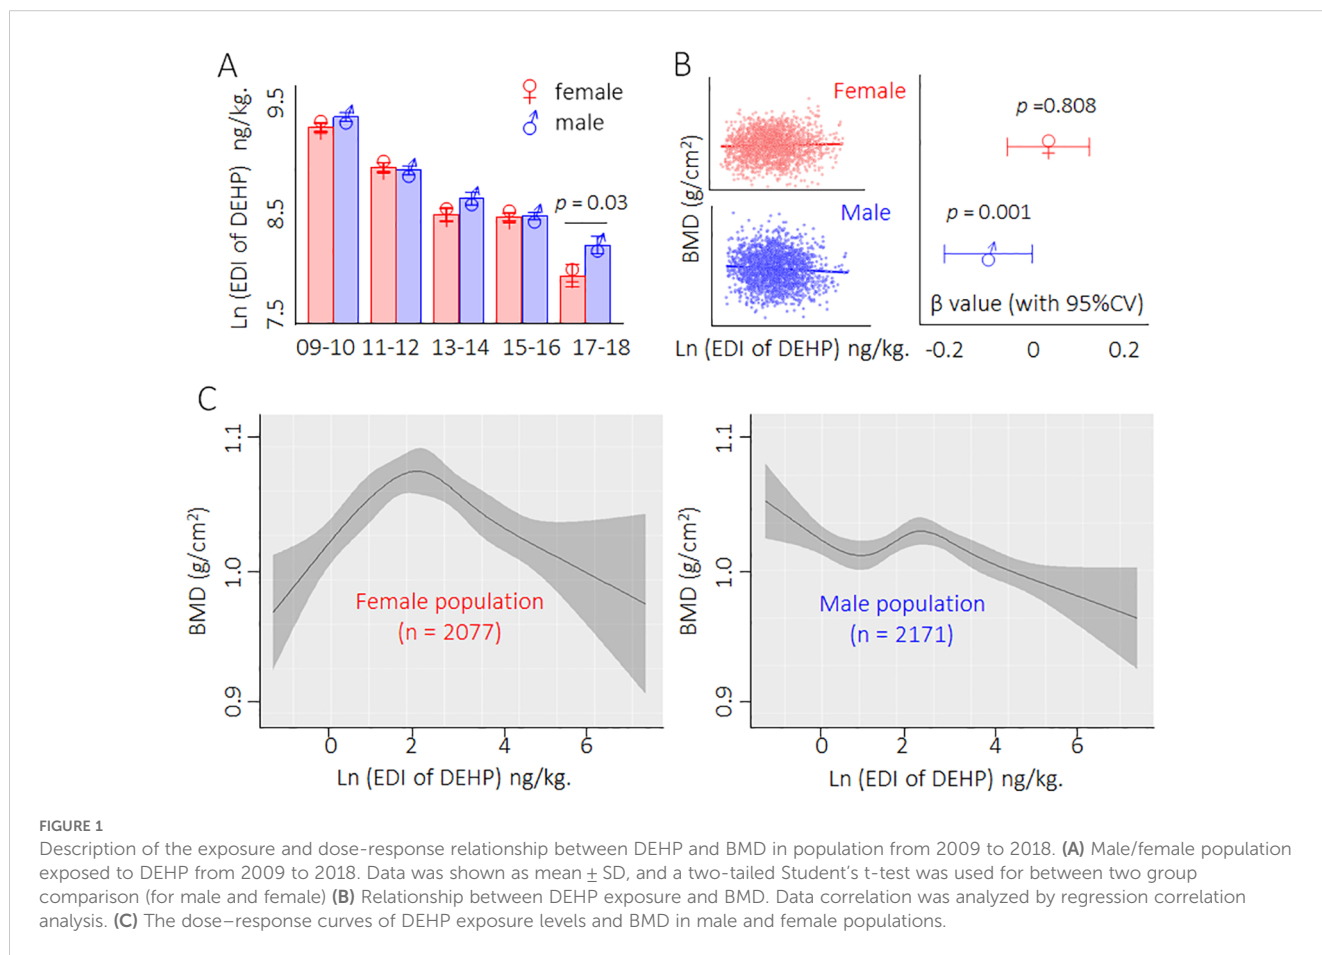 A
Ln (EDI of DEHP) ng/kg.
9.5
8.5
7.5
female
male
p = 0.03
09-10 11-12 13-14 15-16 17-18
B
BMD (g/cm2)
Female
Male
Ln (EDI of DEHP) ng/kg.
p =0.808
p = 0.001
β value (with 95%CV)
-0.2 0 0.2
C
BMD (g/cm2)
1.1
1.0
0.9
Female population
(n = 2077)
0 2 4 6
Ln (EDI of DEHP) ng/kg.
BMD (g/cm2)
1.1
1.0
0.9
Male population
(n = 2171)
0 2 4 6
Ln (EDI of DEHP) ng/kg.
FIGURE 1
Description of the exposure and dose-response relationship between DEHP and BMD in population from 2009 to 2018. (A) Male/female population
exposed to DEHP from 2009 to 2018. Data was shown as mean ± SD, and a two-tailed Student’s t-test was used for between two group
comparison (for male and female) (B) Relationship between DEHP exposure and BMD. Data correlation was analyzed by regression correlation
analysis. (C) The dose–response curves of DEHP exposure levels and BMD in male and female populations.